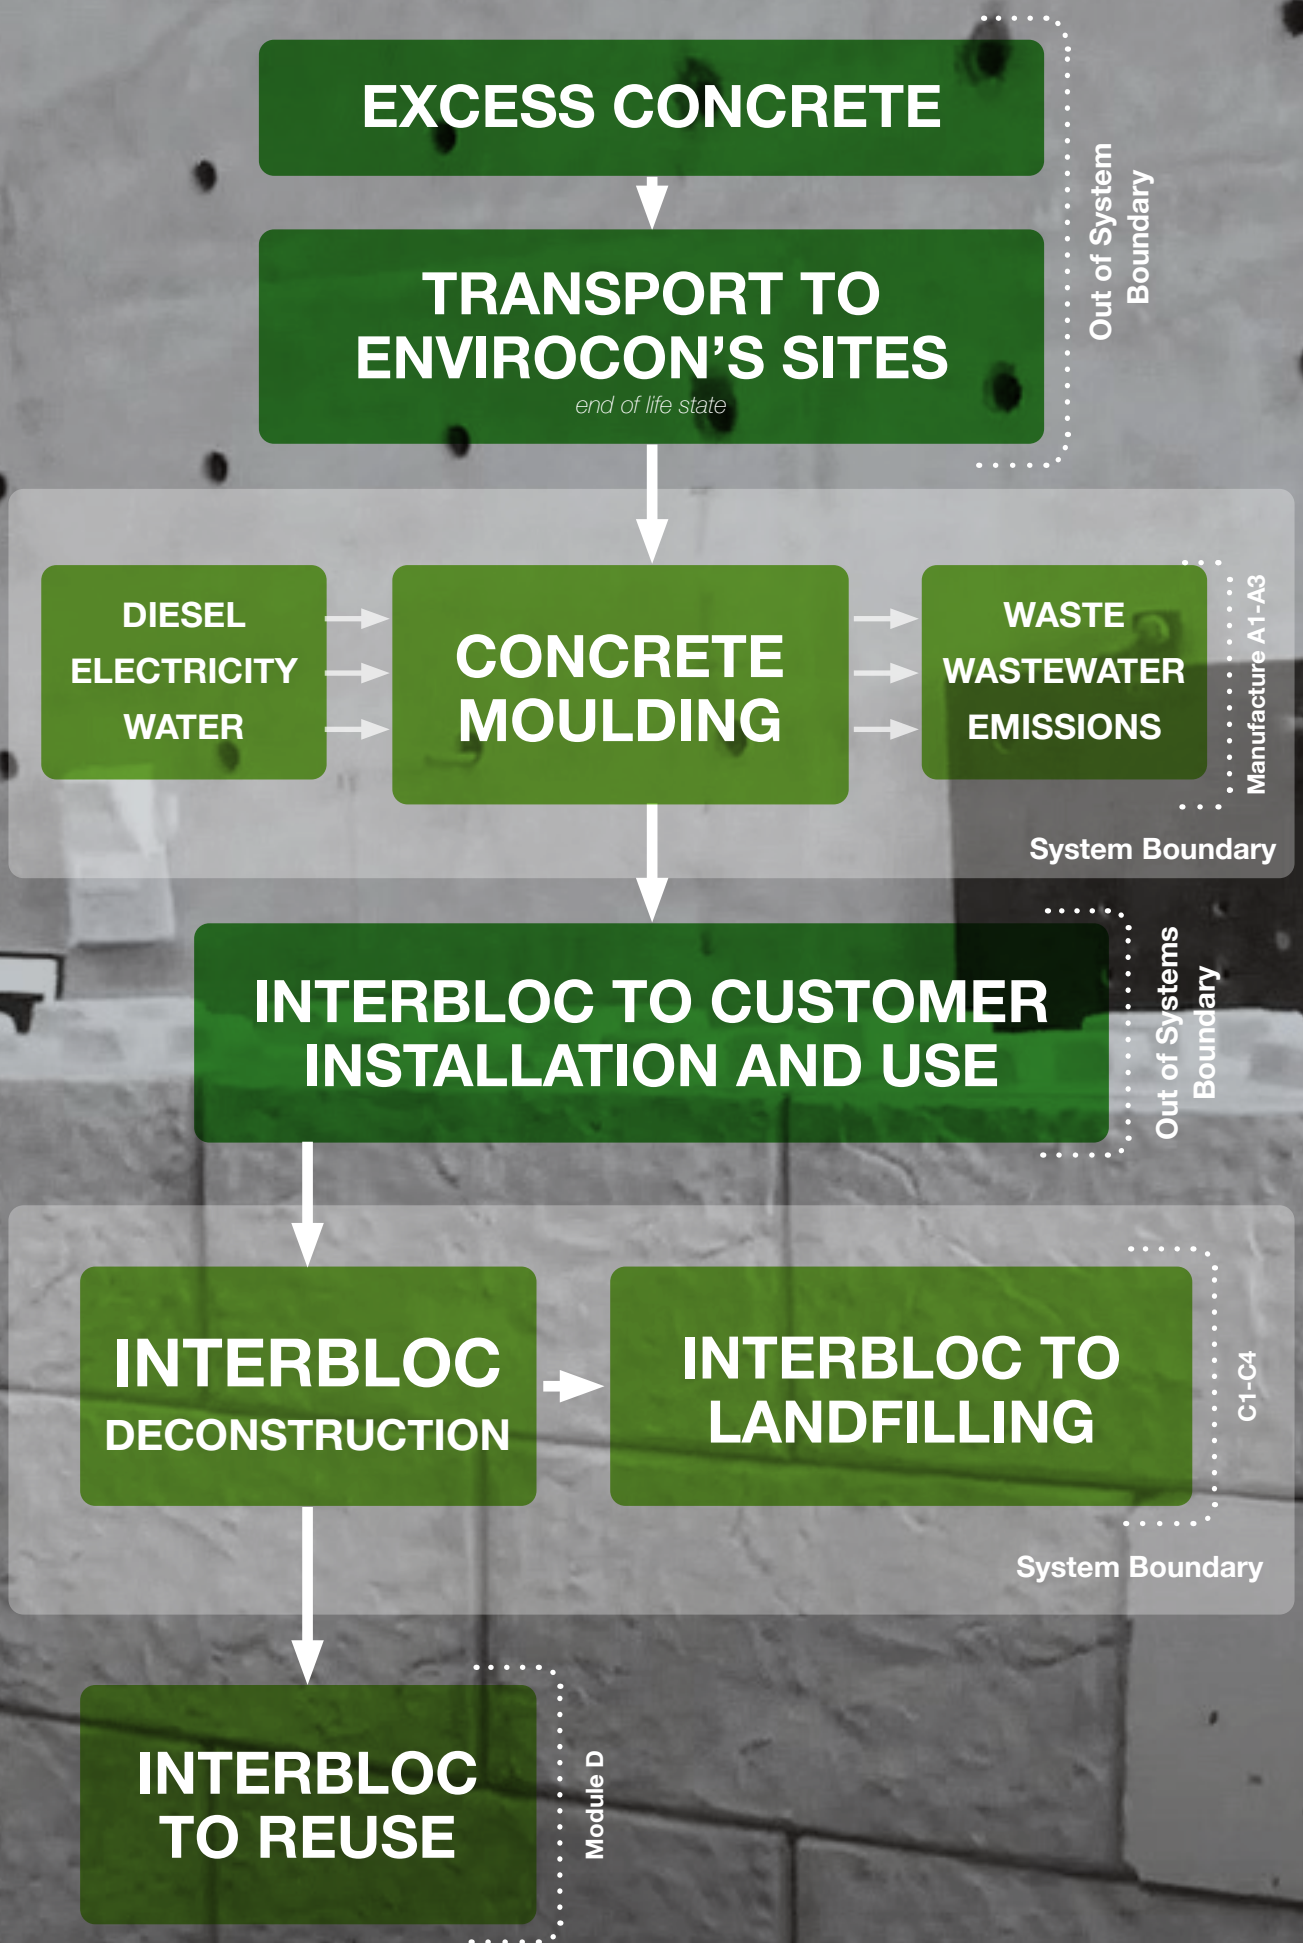 EXCESS CONCRETE
TRANSPORT TO
ENVIROCON’S SITES
end of life state
Out of System
Boundary
DIESEL
ELECTRICITY
WATER
CONCRETE
MOULDING
WASTE
WASTEWATER
EMISSIONS
Manufacture A1-A3
System Boundary
INTERBLOC TO CUSTOMER
INSTALLATION AND USE
Out of Systems
Boundary
INTERBLOC
DECONSTRUCTION
INTERBLOC TO
LANDFILLING
C1-C4
System Boundary
INTERBLOC
TO REUSE
Module D